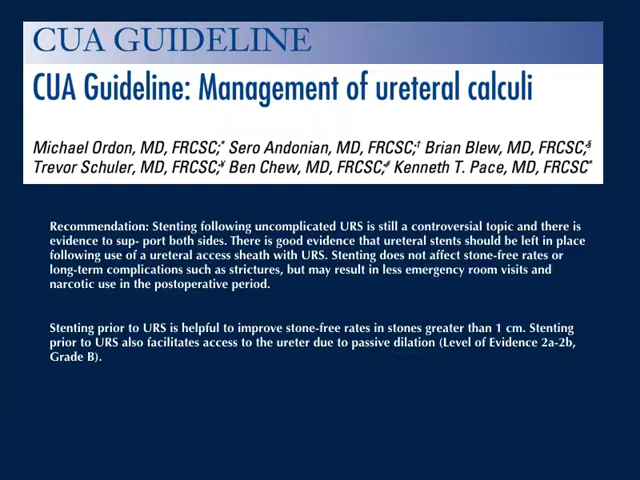 CUA GUIDELINE
CUA Guideline: Management of ureteral calculi
Michael Ordon, MD, FRCSC;* Sero Andonian, MD, FRCSC;† Brian Blew, MD, FRCSC;§
Trevor Schuler, MD, FRCSC;¥ Ben Chew, MD, FRCSC;# Kenneth T. Pace, MD, FRCSC*
Recommendation: Stenting following uncomplicated URS is still a controversial topic and there is
evidence to sup- port both sides. There is good evidence that ureteral stents should be left in place
following use of a ureteral access sheath with URS. Stenting does not affect stone-free rates or
long-term complications such as strictures, but may result in less emergency room visits and
narcotic use in the postoperative period.
Stenting prior to URS is helpful to improve stone-free rates in stones greater than 1 cm. Stenting
prior to URS also facilitates access to the ureter due to passive dilation (Level of Evidence 2a-2b,
Grade B).